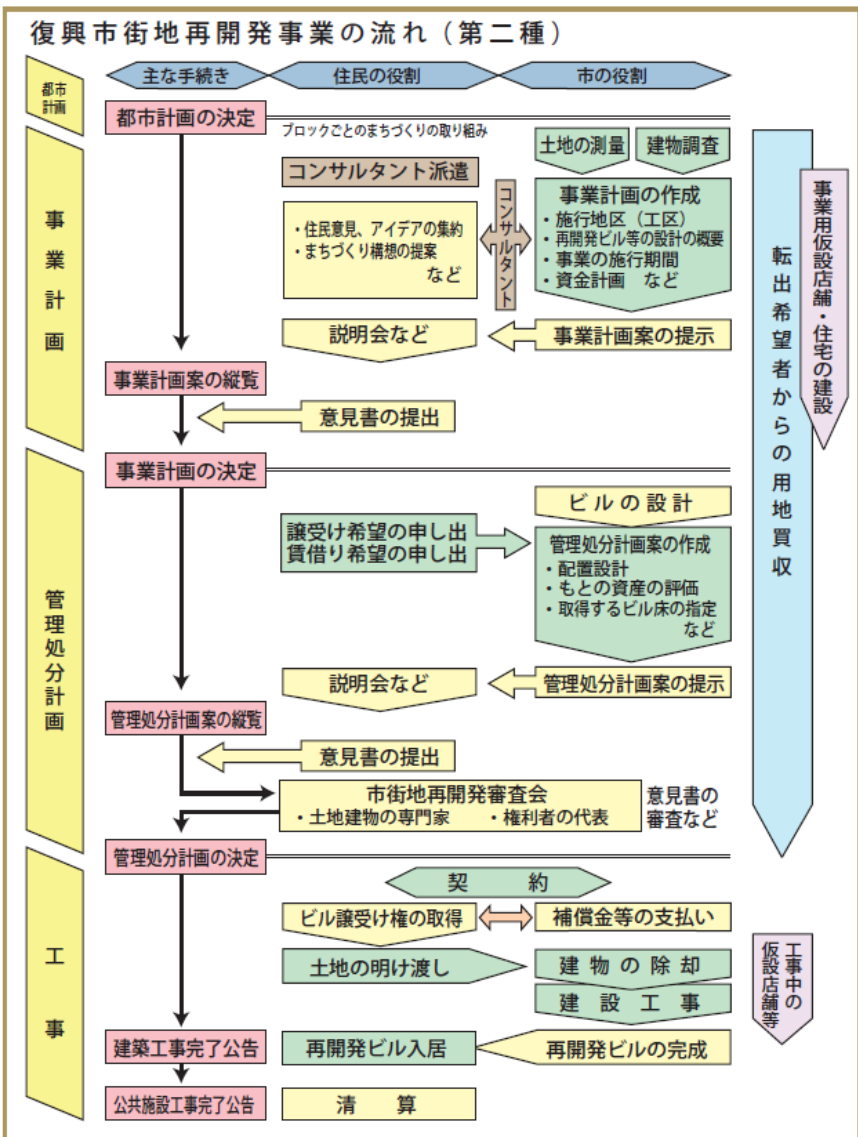 復興市街地再開発事業の流れ（第二種）
主な手続き
住民の役割
市の役割
都市
計画
都市計画の決定
ブロックごとのまちづくりの取り組み
土地の測量
建物調査
事業計画
コンサルタント派遣
・住民意見、アイデアの集約
・まちづくり構想の提案
など
コンサルタント
事業計画の作成
・施行地区（工区）
・再開発ビル等の設計の概要
・事業の施行期間
・資金計画 など
説明会など
事業計画案の提示
事業計画案の縦覧
意見書の提出
事業計画の決定
転出希望者からの用地買収
事業用仮設店舗・住宅の建設
管理処分計画
ビルの設計
譲受け希望の申し出
賃借り希望の申し出
管理処分計画案の作成
・配置設計
・もとの資産の評価
・取得するビル床の指定
など
説明会など
管理処分計画案の提示
管理処分計画案の縦覧
意見書の提出
市街地再開発審査会
・土地建物の専門家 ・権利者の代表
意見書の
審査など
管理処分計画の決定
工事
契 約
ビル譲受け権の取得
補償金等の支払い
土地の明け渡し
建物の除却
建設工事
工事中の
仮設店舗等
建築工事完了公告
再開発ビル入居
再開発ビルの完成
公共施設工事完了公告
清 算